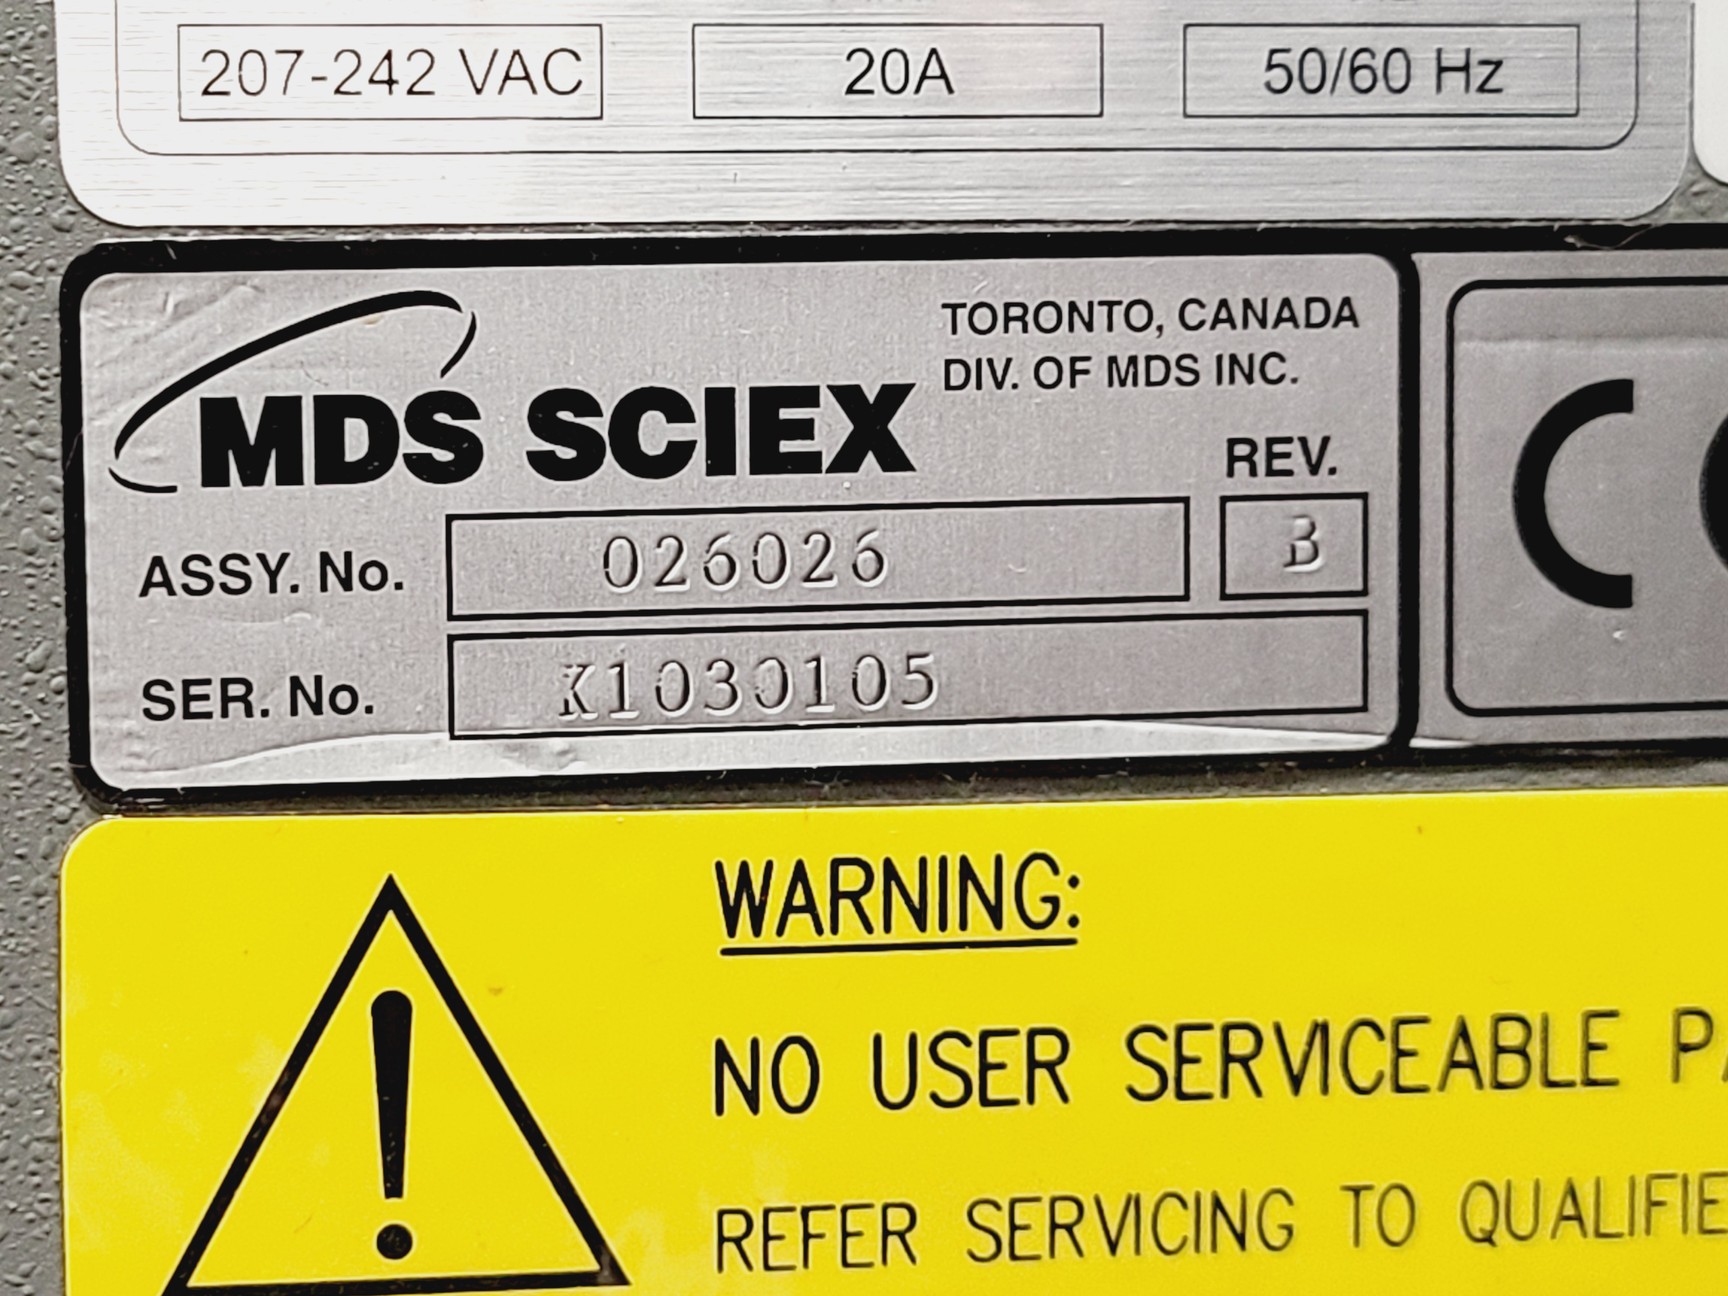 207-242 VAC 20A 50/60 Hz
MDS SCIEX
TORONTO, CANADA
DIV. OF MDS INC.
REV.
ASSY. No. 026026 B
SER. No. K1030105
CE
WARNING:
NO USER SERVICEABLE
REFER SERVICING TO